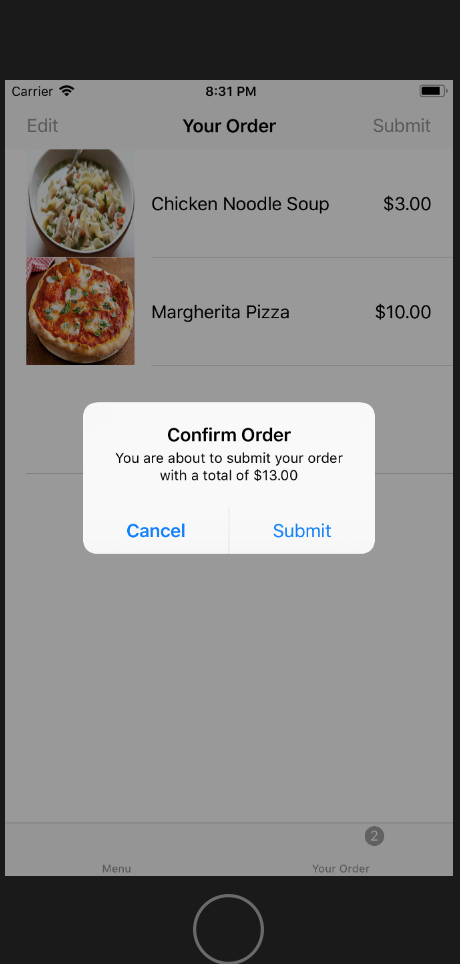 Carrier 8:31 PM
Edit Your Order Submit
Chicken Noodle Soup $3.00
Margherita Pizza $10.00
Confirm Order
You are about to submit your order
with a total of $13.00
Cancel Submit
2
Menu Your Order